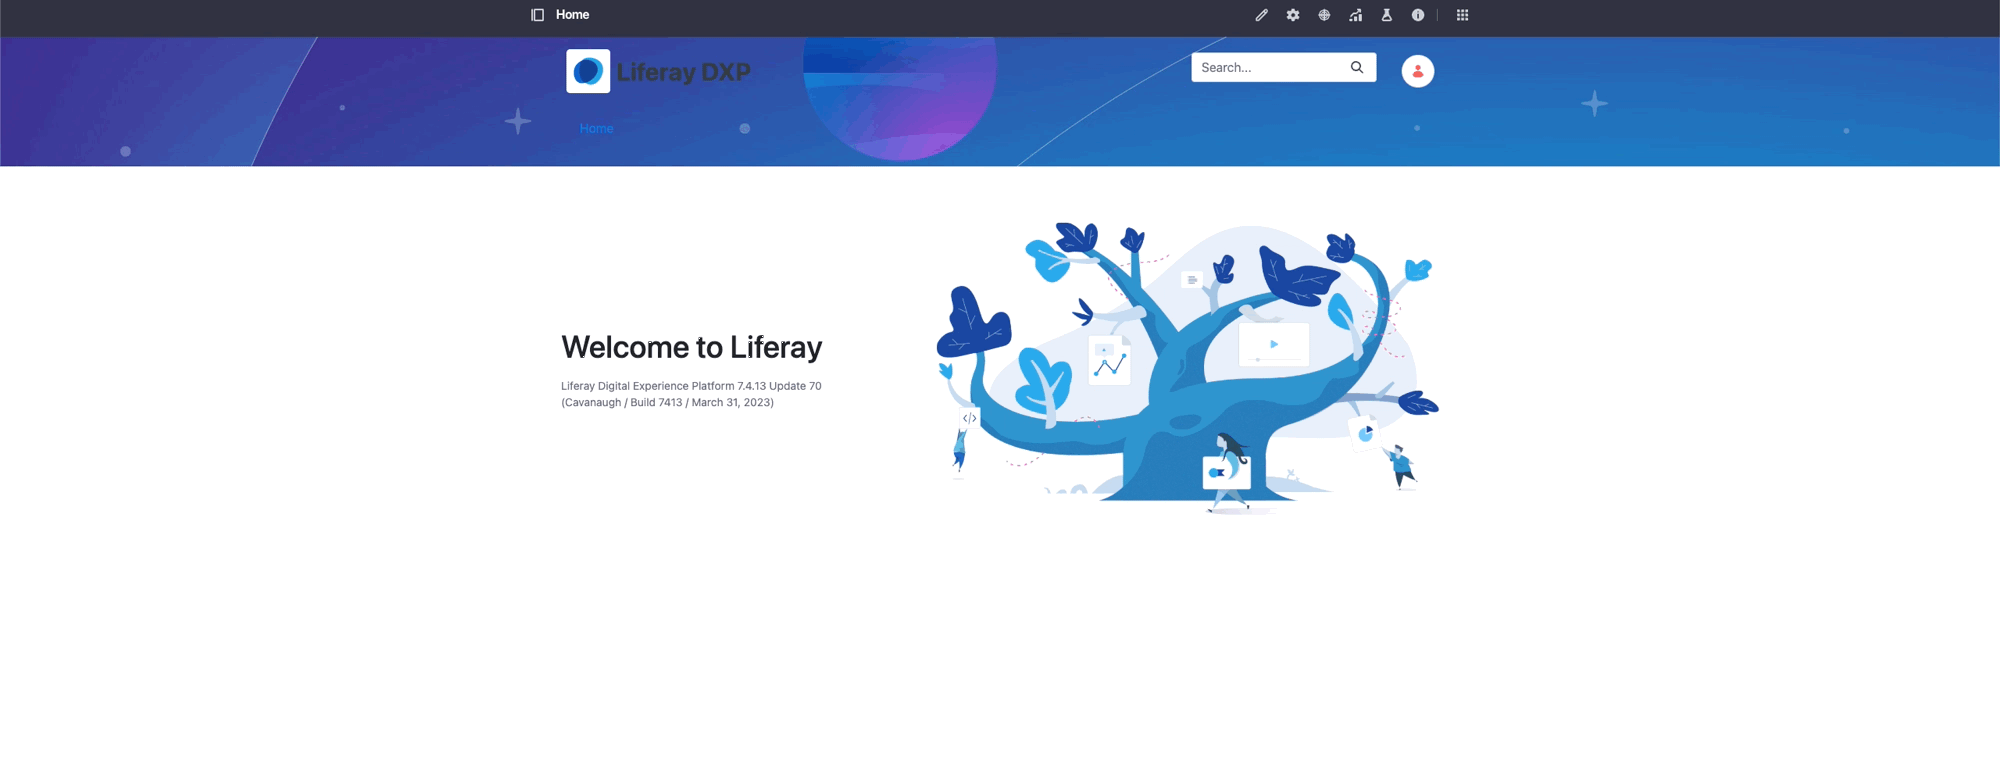 Home
Liferay DXP
Search...
Home
Welcome to Liferay
Liferay Digital Experience Platform 7.4.13 Update 70
(Cavanaugh / Build 7413 / March 31, 2023)